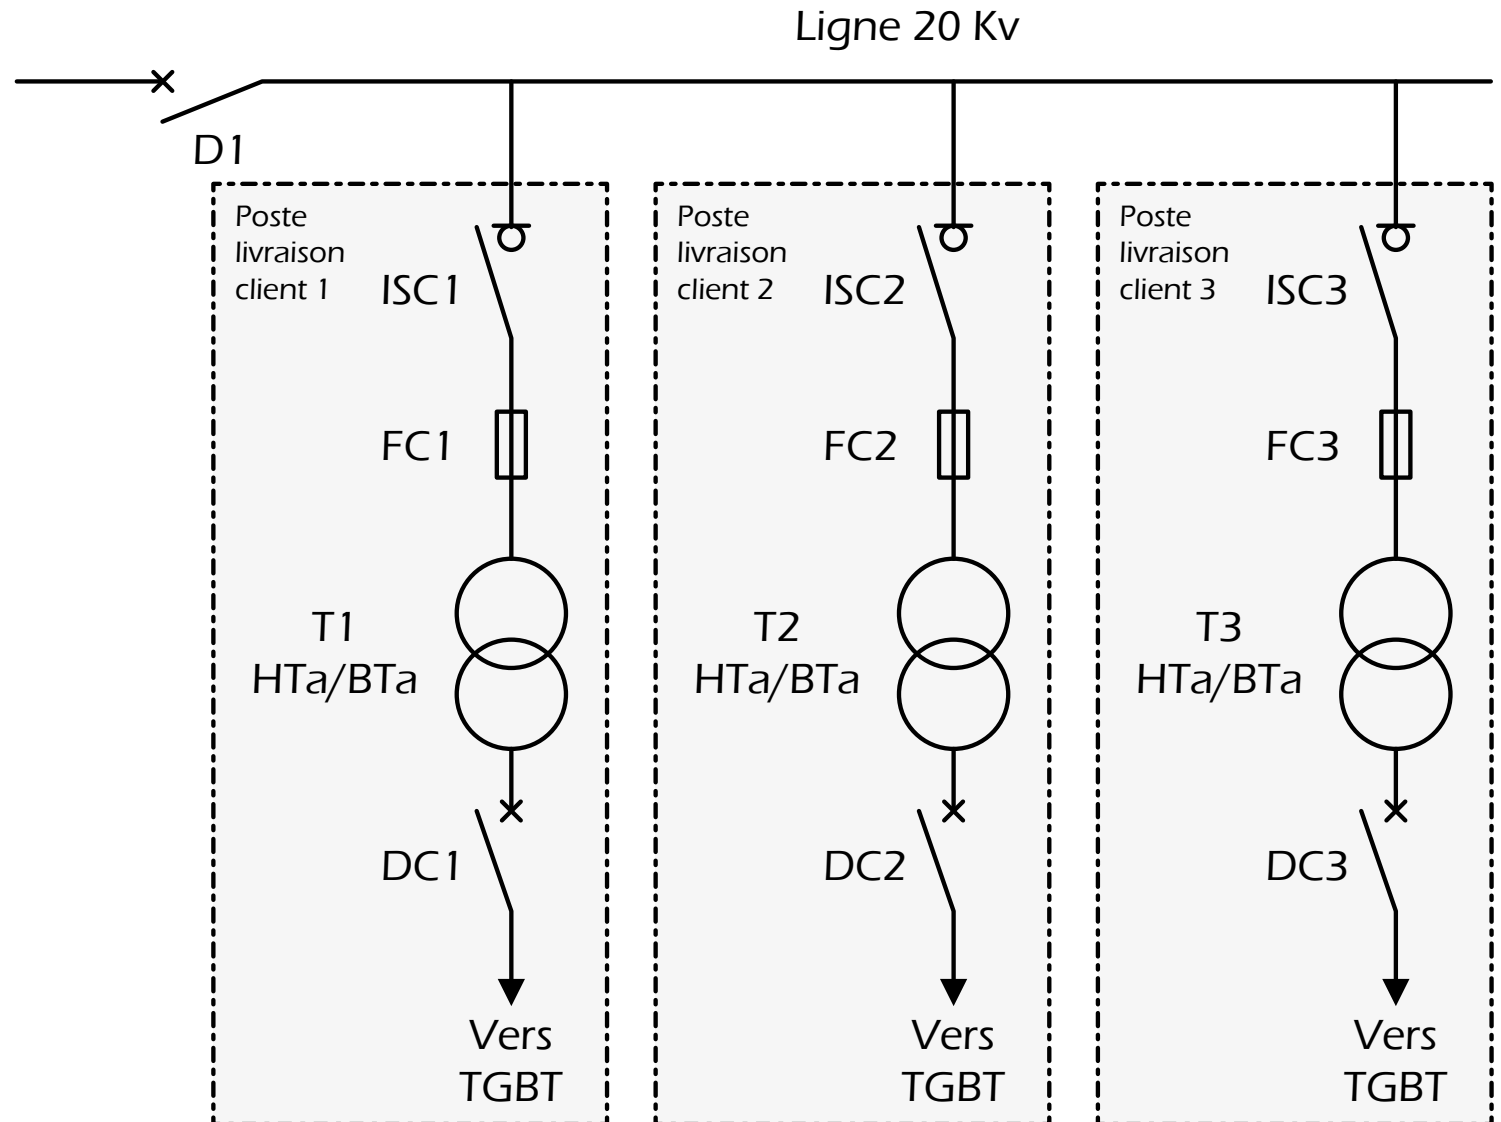 Ligne 20 Kv
D1
Poste
livraison
client 1
ISC1
FC1
T1
HTa/BTa
DC1
Vers
TGBT
Poste
livraison
client 2
ISC2
FC2
T2
HTa/BTa
DC2
Vers
TGBT
Poste
livraison
client 3
ISC3
FC3
T3
HTa/BTa
DC3
Vers
TGBT